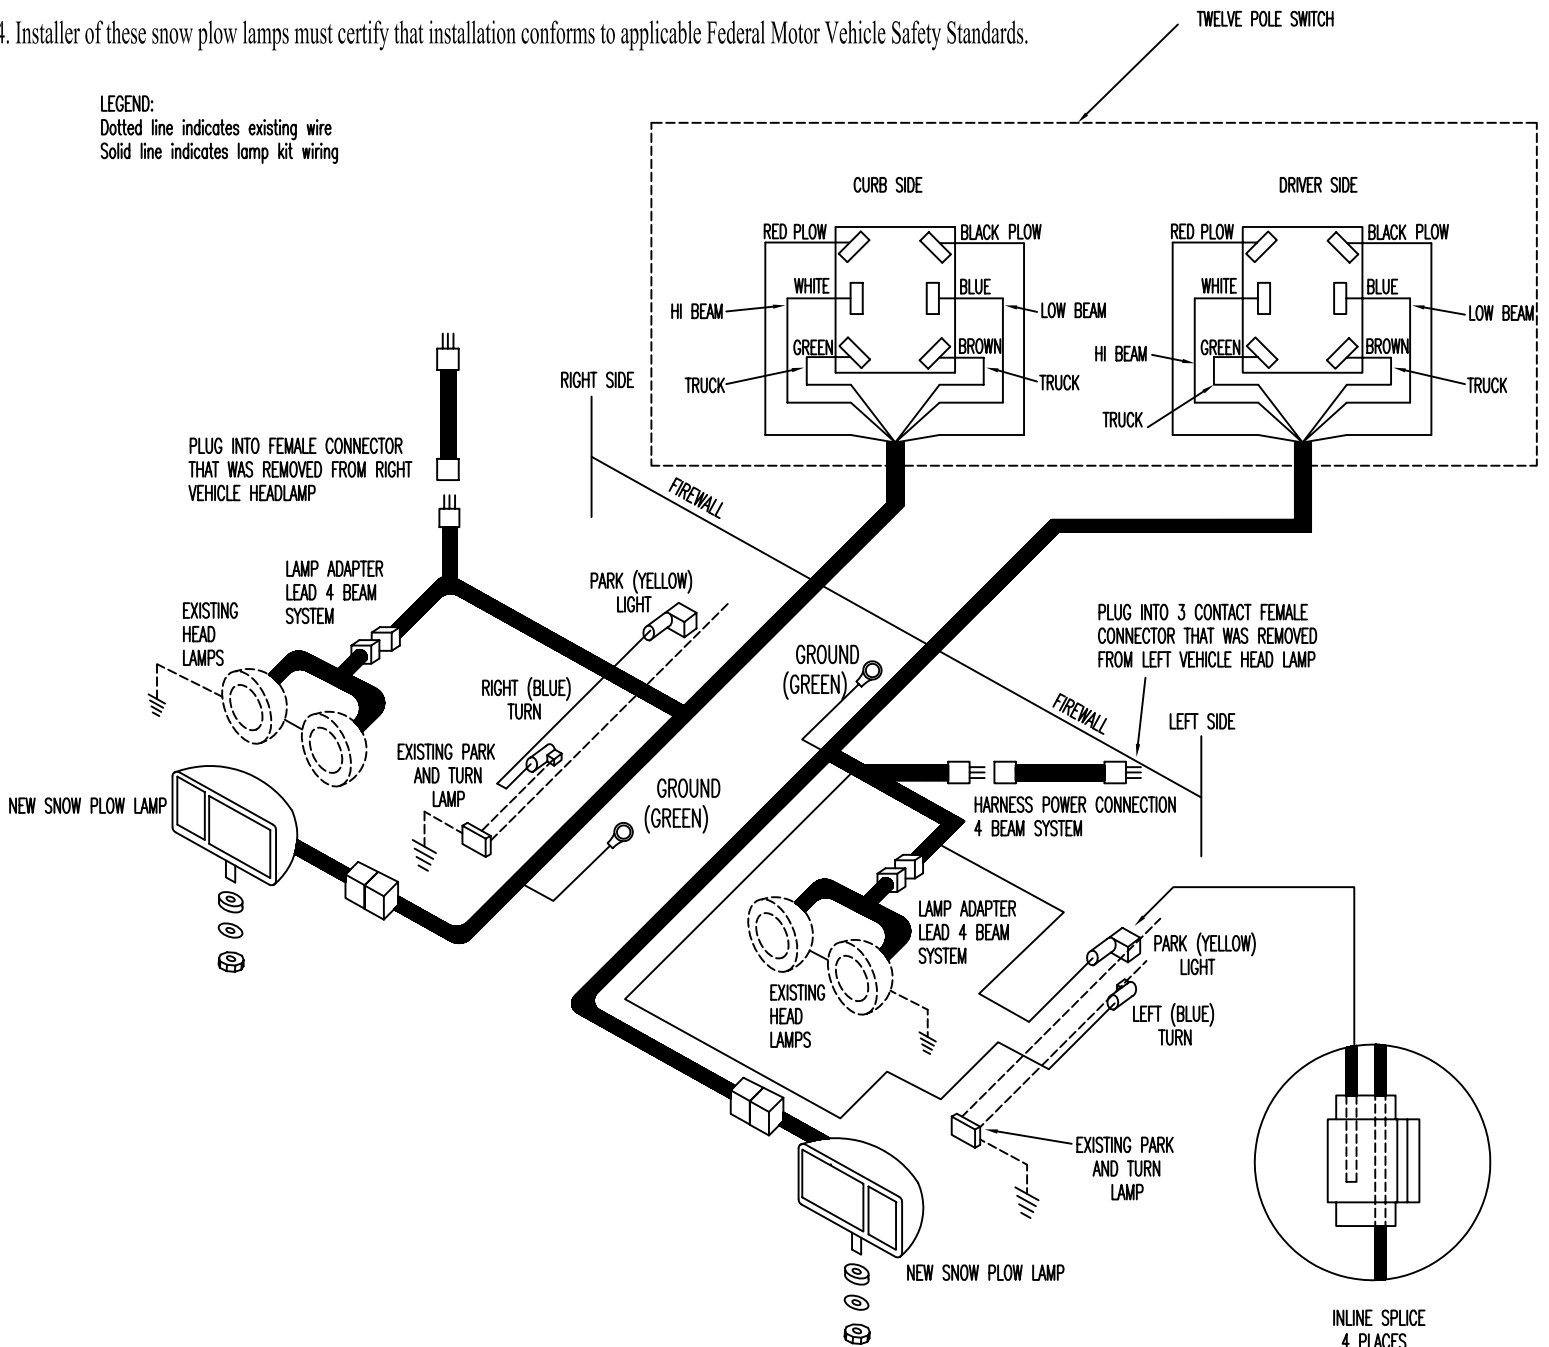 TWELVE POLE SWITCH
4. Installer of these snow plow lamps must certify that installation conforms to applicable Federal Motor Vehicle Safety Standards.
LEGEND:
Dotted line indicates existing wire
Solid line indicates lamp kit wiring
CURB SIDE
DRIVER SIDE
RED PLOW
BLACK PLOW
WHITE
BLUE
HI BEAM
LOW BEAM
GREEN
BROWN
TRUCK
TRUCK
RED PLOW
BLACK PLOW
WHITE
BLUE
LOW BEAM
HI BEAM
GREEN
BROWN
TRUCK
TRUCK
RIGHT SIDE
FIREWALL
PLUG INTO FEMALE CONNECTOR
THAT WAS REMOVED FROM RIGHT
VEHICLE HEADLAMP
LAMP ADAPTER
LEAD 4 BEAM
SYSTEM
EXISTING
HEAD
LAMPS
PARK (YELLOW)
LIGHT
RIGHT (BLUE)
TURN
EXISTING PARK
AND TURN
LAMP
NEW SNOW PLOW LAMP
GROUND
(GREEN)
GROUND
(GREEN)
PLUG INTO 3 CONTACT FEMALE
CONNECTOR THAT WAS REMOVED
FROM LEFT VEHICLE HEAD LAMP
FIREWALL
LEFT SIDE
HARNESS POWER CONNECTION
4 BEAM SYSTEM
LAMP ADAPTER
LEAD 4 BEAM
SYSTEM
EXISTING
HEAD
LAMPS
PARK (YELLOW)
LIGHT
LEFT (BLUE)
TURN
EXISTING PARK
AND TURN
LAMP
NEW SNOW PLOW LAMP
INLINE SPLICE
4 PLACES